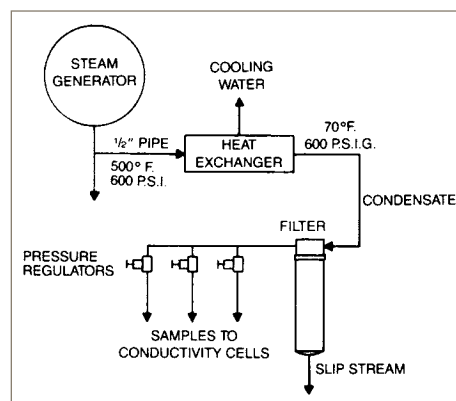 STEAM
GENERATOR
COOLING
WATER
½" PIPE
500° F.
600 P.S.I.
HEAT
EXCHANGER
70°F.
600 P.S.I.G.
CONDENSATE
FILTER
PRESSURE
REGULATORS
SAMPLES TO
CONDUCTIVITY CELLS
SLIP STREAM